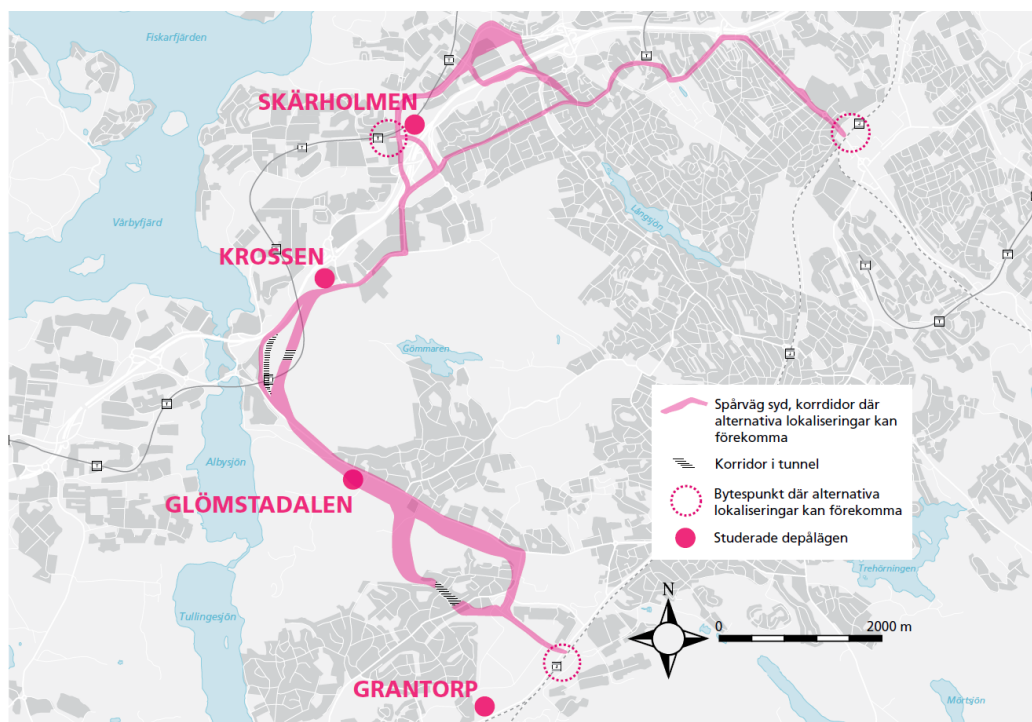 Fiskarfjärden
SKÄRHOLMEN
Vårbyfjärd
Långsjön
KROSSEN
Gömmaren
Albysjön
GLÖMSTADALEN
Spårväg syd, korrdidor där
alternativa lokaliseringar kan
förekomma
Korridor i tunnel
Bytespunkt där alternativa
lokaliseringar kan förekomma
Studerade depålägen
Trehörningen
Tullingesjön
N
0
2000 m
GRANTORP
Mörtsjön